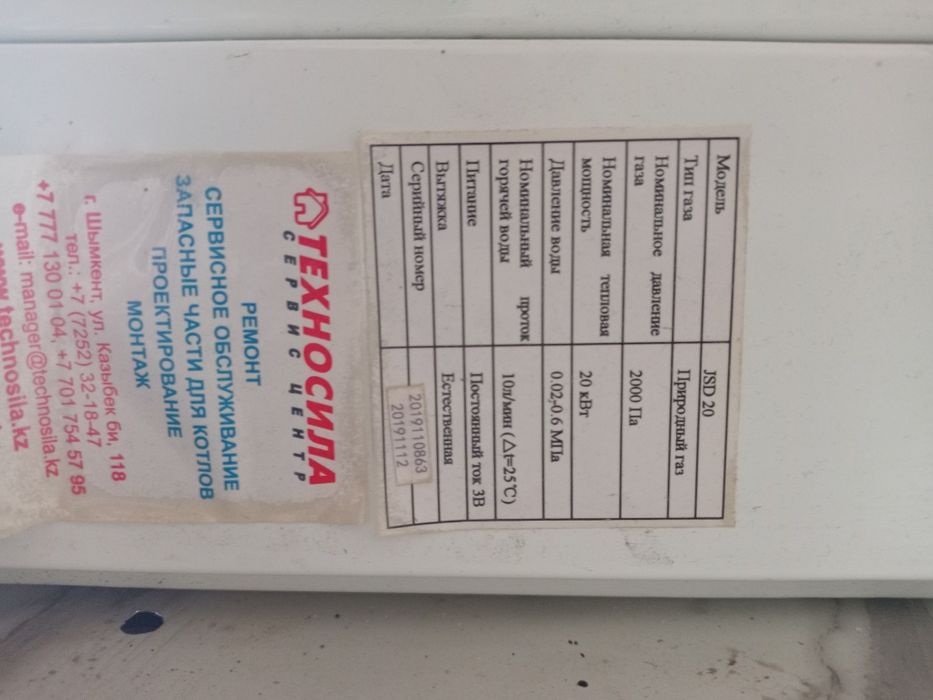 Модель JSD 20
Тип газа Природный газ
Номинальное давление
газа 2000 Па
Номинальная тепловая
мощность 20 кВт
Давление воды 0.02-0.6 МПа
Номинальный проток
горячей воды 10л/мин (△t=25℃)
Питание Постоянный ток 3В
Вытяжка Естественная
Серийный номер 2019110863
Дата 20191112
ТЕХНОСИЛА
СЕРВИС ЦЕНТР
РЕМОНТ
СЕРВИСНОЕ ОБСЛУЖИВАНИЕ
ЗАПАСНЫЕ ЧАСТИ ДЛЯ КОТЛОВ
ПРОЕКТИРОВАНИЕ
МОНТАЖ
г. Шымкент, ул. Казыбек би, 118
тел.: +7 (7252) 32-18-47
+7 777 130 01 04, +7 701 754 57 95
e-mail: manager@technosila.kz
www.technosila.kz